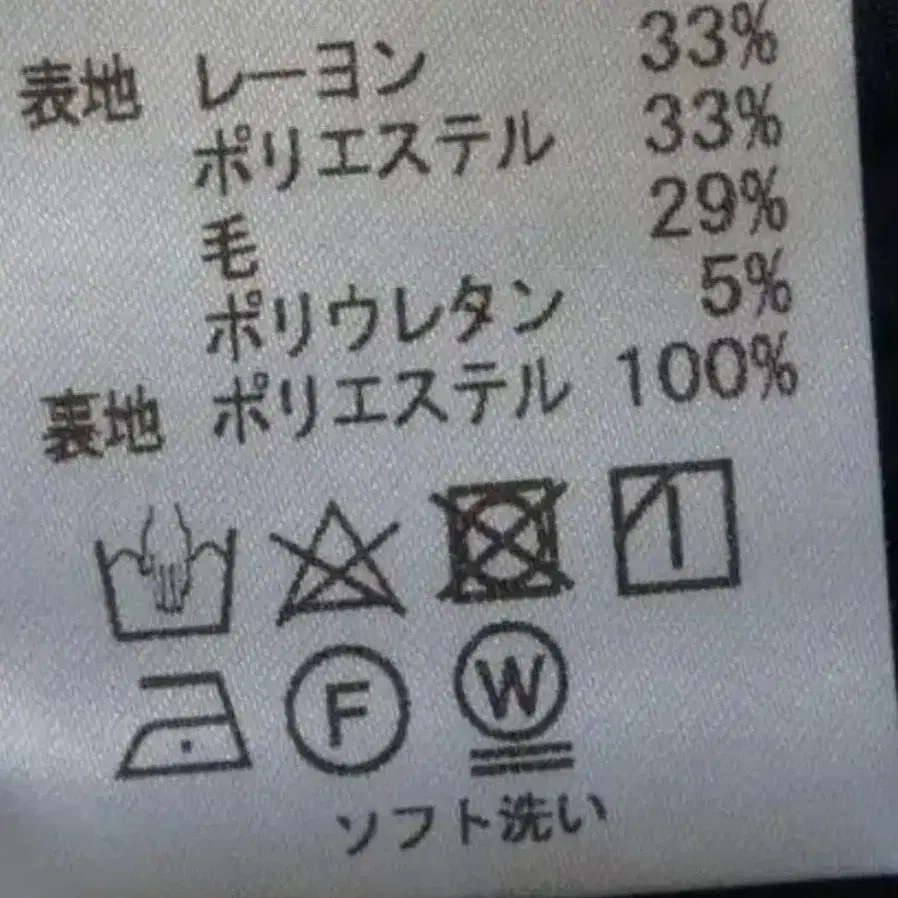 表地 レーヨン 33%
ポリエステル 33%
毛 29%
ポリウレタン 5%
裏地 ポリエステル 100%
F W
ソフト洗い